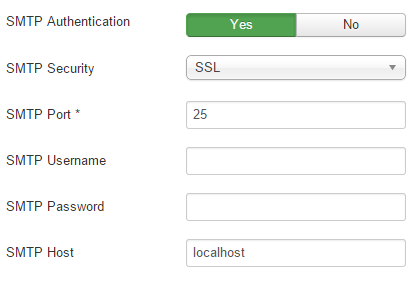 SMTP Authentication Yes No
SMTP Security SSL
SMTP Port * 25
SMTP Username
SMTP Password
SMTP Host localhost